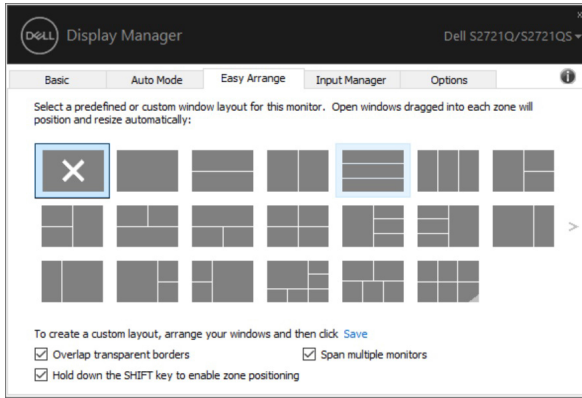 DELL Display Manager
Dell S2721Q/S2721QS
Basic Auto Mode Easy Arrange Input Manager Options
Select a predefined or custom window layout for this monitor. Open windows dragged into each zone will
position and resize automatically:
To create a custom layout, arrange your windows and then click Save
Overlap transparent borders Span multiple monitors
Hold down the SHIFT key to enable zone positioning